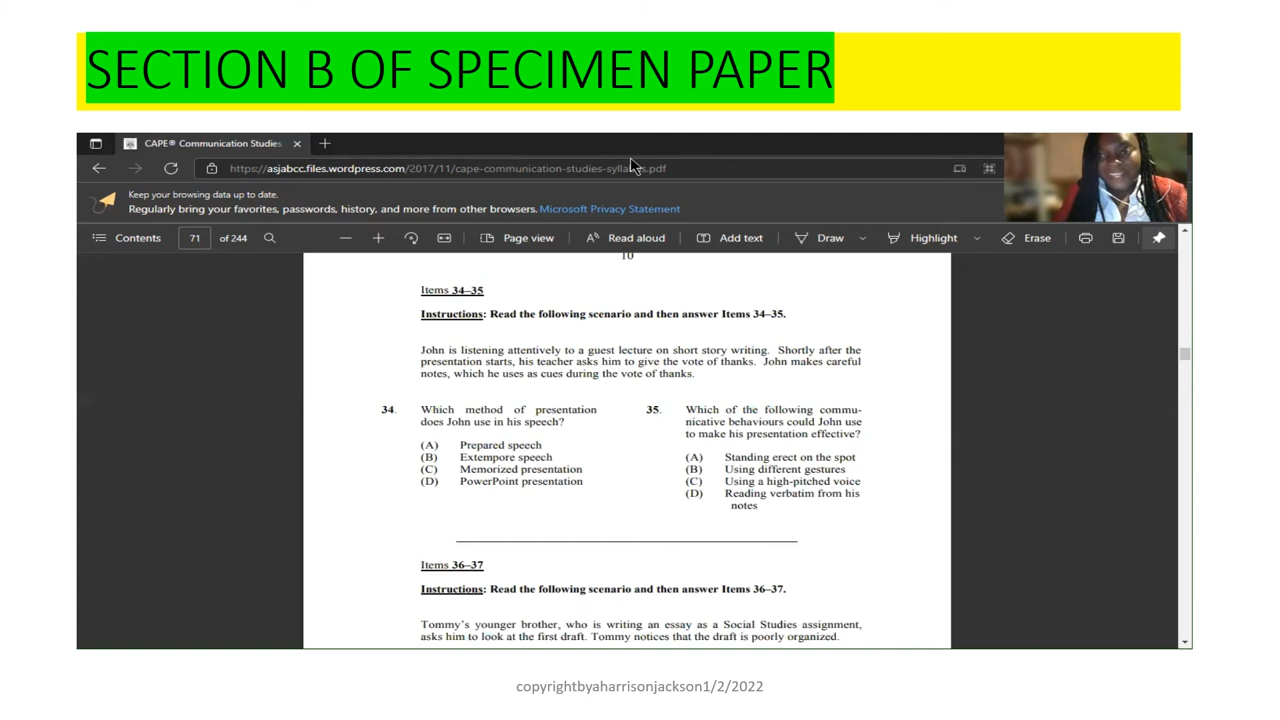 SECTION B OF SPECIMEN PAPER
CAPE® Communication Studies
https://asjabcc.files.wordpress.com/2017/11/cape-communication-studies-syllabus.pdf
Keep your browsing data up to date.
Regularly bring your favorites, passwords, history, and more from other browsers. Microsoft Privacy Statement
Contents 71 of 244 Page view Read aloud Add text Draw Highlight Erase
10
Items 34–35
Instructions: Read the following scenario and then answer Items 34–35.
John is listening attentively to a guest lecture on short story writing. Shortly after the
presentation starts, his teacher asks him to give the vote of thanks. John makes careful
notes, which he uses as cues during the vote of thanks.
34. Which method of presentation
does John use in his speech?
(A) Prepared speech
(B) Extempore speech
(C) Memorized presentation
(D) PowerPoint presentation
35. Which of the following commu-
nicative behaviours could John use
to make his presentation effective?
(A) Standing erect on the spot
(B) Using different gestures
(C) Using a high-pitched voice
(D) Reading verbatim from his
notes
Items 36–37
Instructions: Read the following scenario and then answer Items 36–37.
Tommy's younger brother, who is writing an essay as a Social Studies assignment,
asks him to look at the first draft. Tommy notices that the draft is poorly organized.
copyrightbyaharrisonjackson1/2/2022